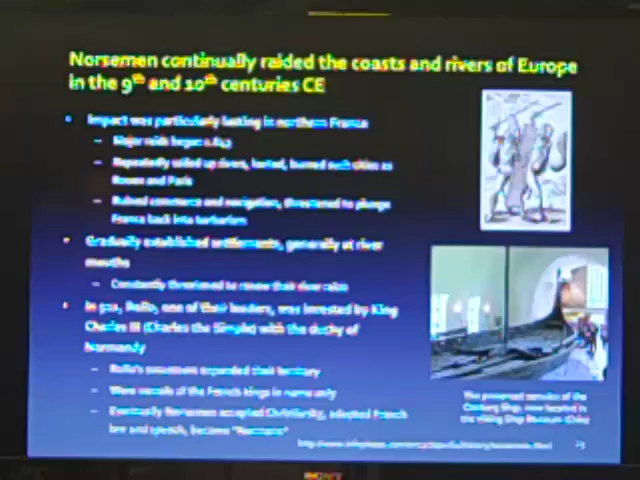 Norsemen continually raided the coasts and rivers of Europe
in the 9th and 10th centuries CE
Impact was particularly lasting in northern France
– Major raids began
– Repeatedly sailed up rivers, looted, burned such cities as
Rouen and Paris
– Ruined commerce and navigation, threatened to plunge
France back into barbarism
Gradually established settlements, generally at river
mouths
– Constantly threatened to renew their river raids
In Rollo, one of their leaders, was invested by King
Charles III (Charles the Simple) with the duchy of
Normandy
– Rollo's successors expanded their territory
– Were vassals of the French kings in name only
– Eventually Norsemen accepted Christianity, adopted French
law and speech, became "Normans"
The preserved remains of the
Ship, now located in
the Viking Ship Museum